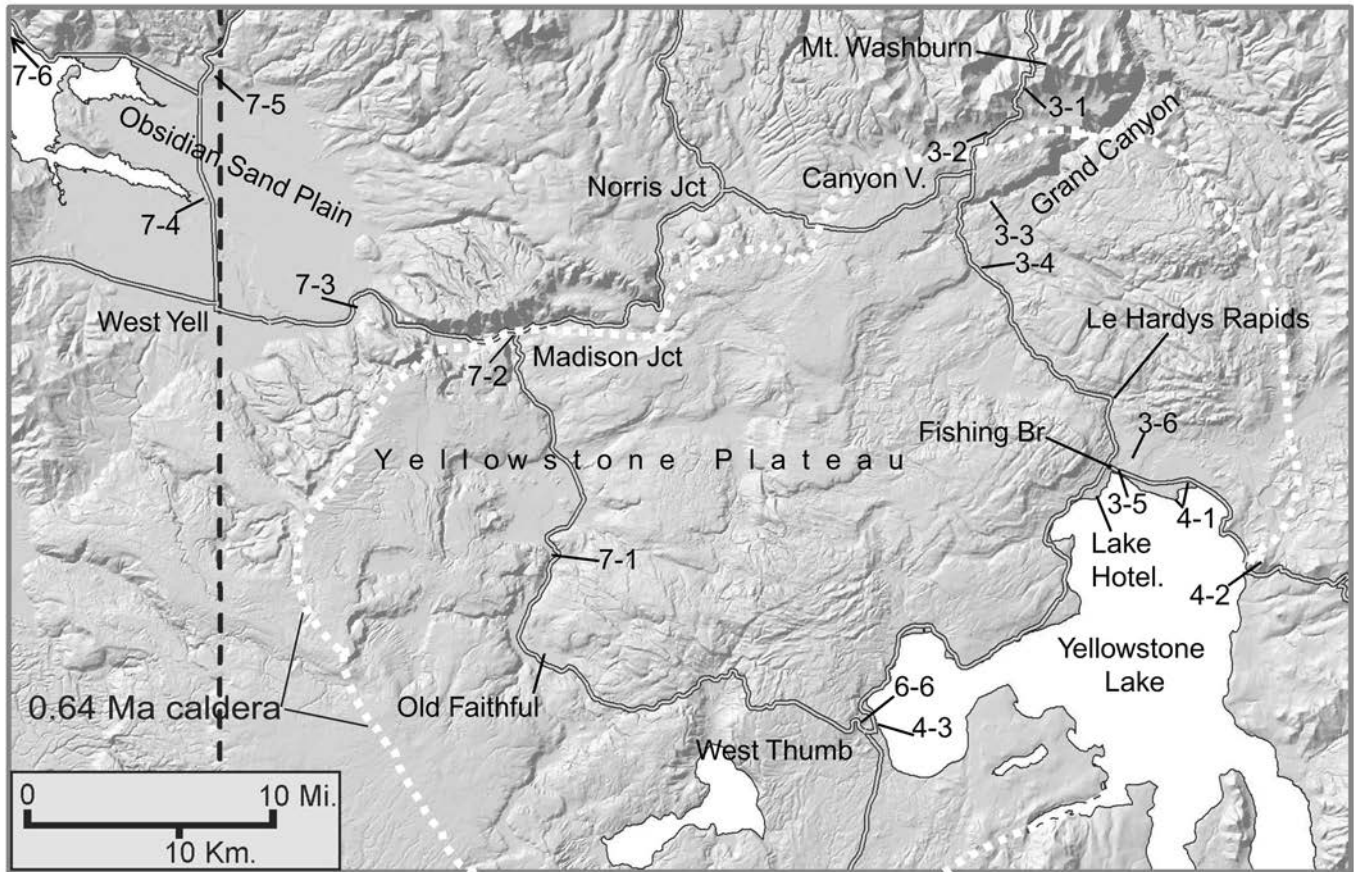 Mt. Washburn
7-6
7-5
3-1
Obsidian Sand Plain
3-2
Grand Canyon
Norris Jct
Canyon V.
7-4
3-3
3-4
7-3
West Yell
Le Hardys Rapids
Madison Jct
7-2
3-6
Fishing Br
Yellowstone Plateau
3-5
4-1
Lake
Hotel.
7-1
4-2
Yellowstone
Lake
6-6
Old Faithful
0.64 Ma caldera
4-3
West Thumb
0
10 Mi.
10 Km.